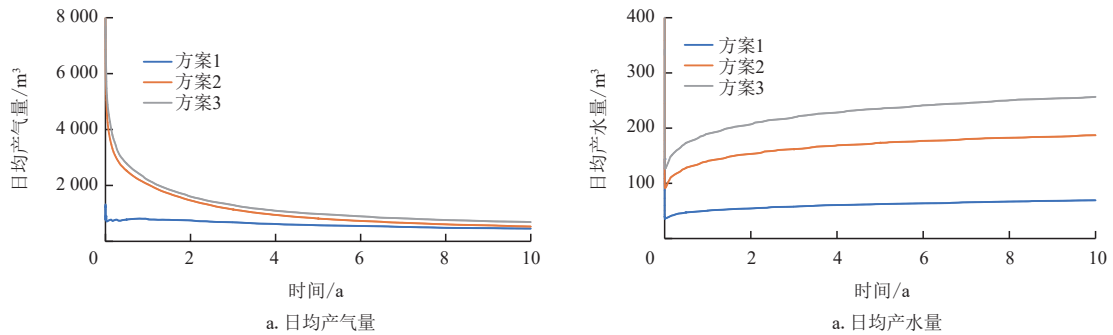 8 000
6 000
4 000
2 000
0
2
4
6
8
10
日均产气量/m³
方案1
方案2
方案3
时间/a
a. 日均产气量
400
300
200
100
0
2
4
6
8
10
日均产水量/m³
方案1
方案2
方案3
时间/a
a. 日均产水量